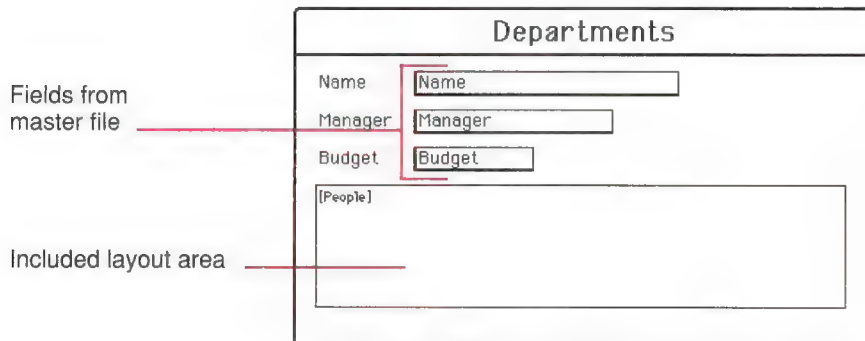 Departments
Fields from
master file
Name Name
Manager Manager
Budget Budget
[People]
Included layout area